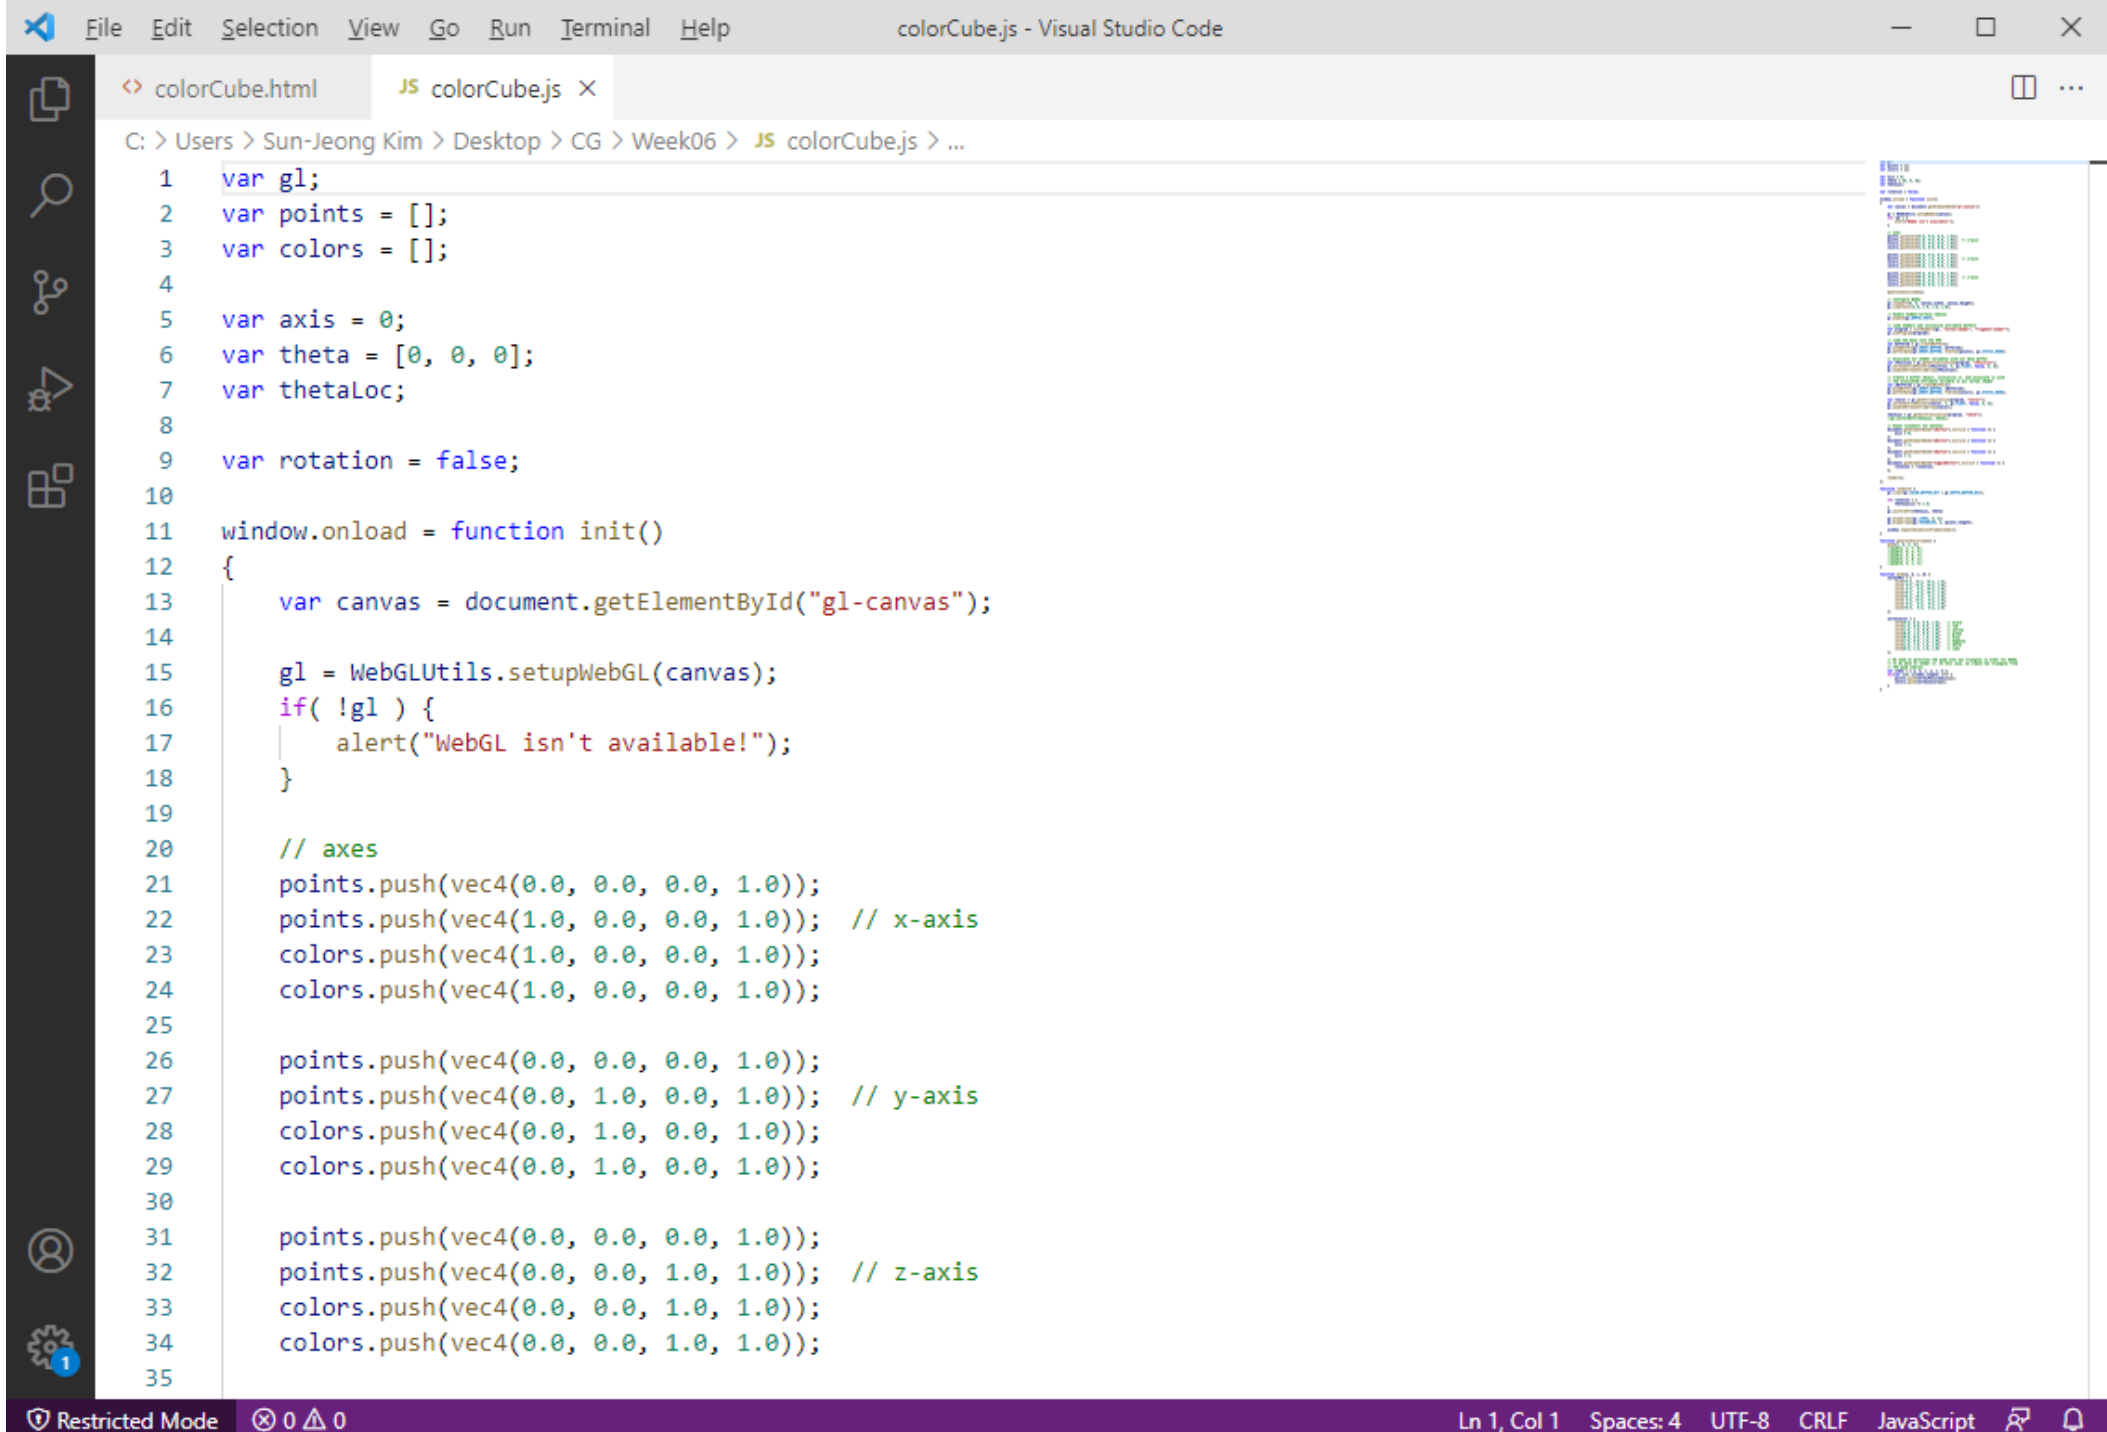 File Edit Selection View Go Run Terminal Help colorCube.js - Visual Studio Code
<> colorCube.html JS colorCube.js
C: > Users > Sun-Jeong Kim > Desktop > CG > Week06 > JS colorCube.js > ...
1 var gl;
2 var points = [];
3 var colors = [];
4
5 var axis = 0;
6 var theta = [0, 0, 0];
7 var thetaLoc;
8
9 var rotation = false;
10
11 window.onload = function init()
12 {
13     var canvas = document.getElementById("gl-canvas");
14
15     gl = WebGLUtils.setupWebGL(canvas);
16     if( !gl ) {
17         alert("WebGL isn't available!");
18     }
19
20     // axes
21     points.push(vec4(0.0, 0.0, 0.0, 1.0));
22     points.push(vec4(1.0, 0.0, 0.0, 1.0));  // x-axis
23     colors.push(vec4(1.0, 0.0, 0.0, 1.0));
24     colors.push(vec4(1.0, 0.0, 0.0, 1.0));
25
26     points.push(vec4(0.0, 0.0, 0.0, 1.0));
27     points.push(vec4(0.0, 1.0, 0.0, 1.0));  // y-axis
28     colors.push(vec4(0.0, 1.0, 0.0, 1.0));
29     colors.push(vec4(0.0, 1.0, 0.0, 1.0));
30
31     points.push(vec4(0.0, 0.0, 0.0, 1.0));
32     points.push(vec4(0.0, 0.0, 1.0, 1.0));  // z-axis
33     colors.push(vec4(0.0, 0.0, 1.0, 1.0));
34     colors.push(vec4(0.0, 0.0, 1.0, 1.0));
35
1
Restricted Mode 0 0 Ln 1, Col 1 Spaces: 4 UTF-8 CRLF JavaScript